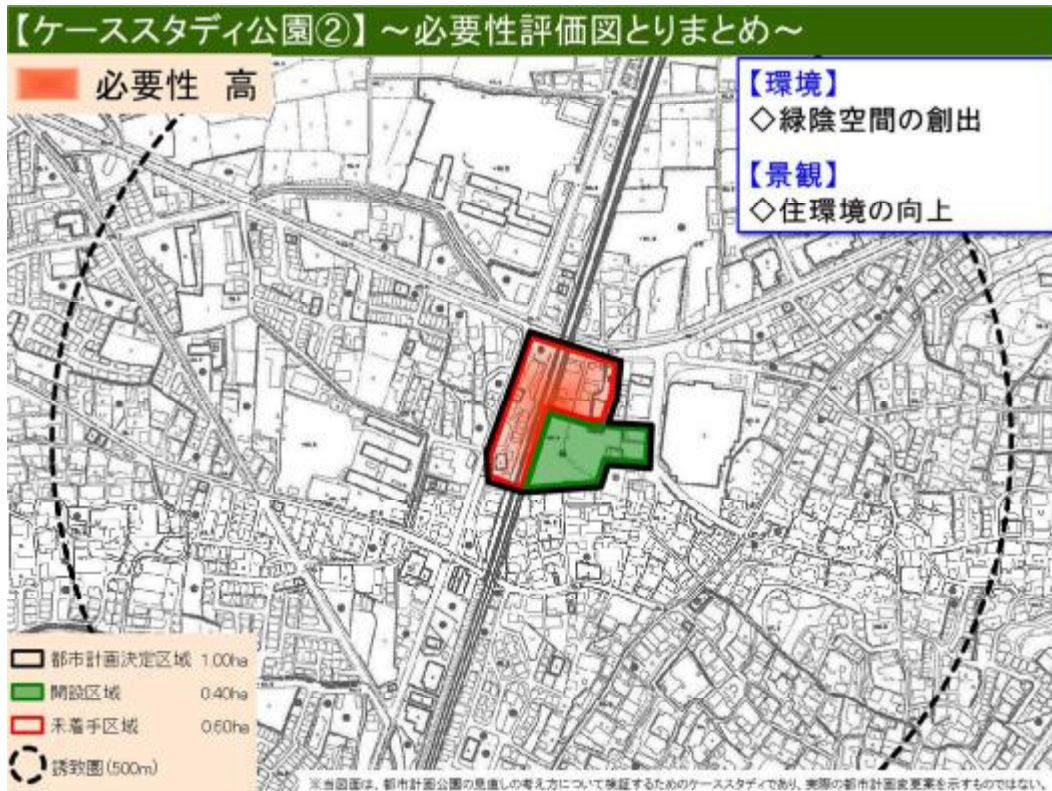 【ケーススタディ公園②】～必要性評価図とりまとめ～
必要性 高
【環境】
◇緑陰空間の創出
【景観】
◇住環境の向上
都市計画決定区域 1.00ha
開設区域 0.40ha
未着手区域 0.60ha
誘致圏(500m)
※当図面は、都市計画公園の見直しの考え方について検証するためのケーススタディであり、実際の都市計画変更案を示すものではない。